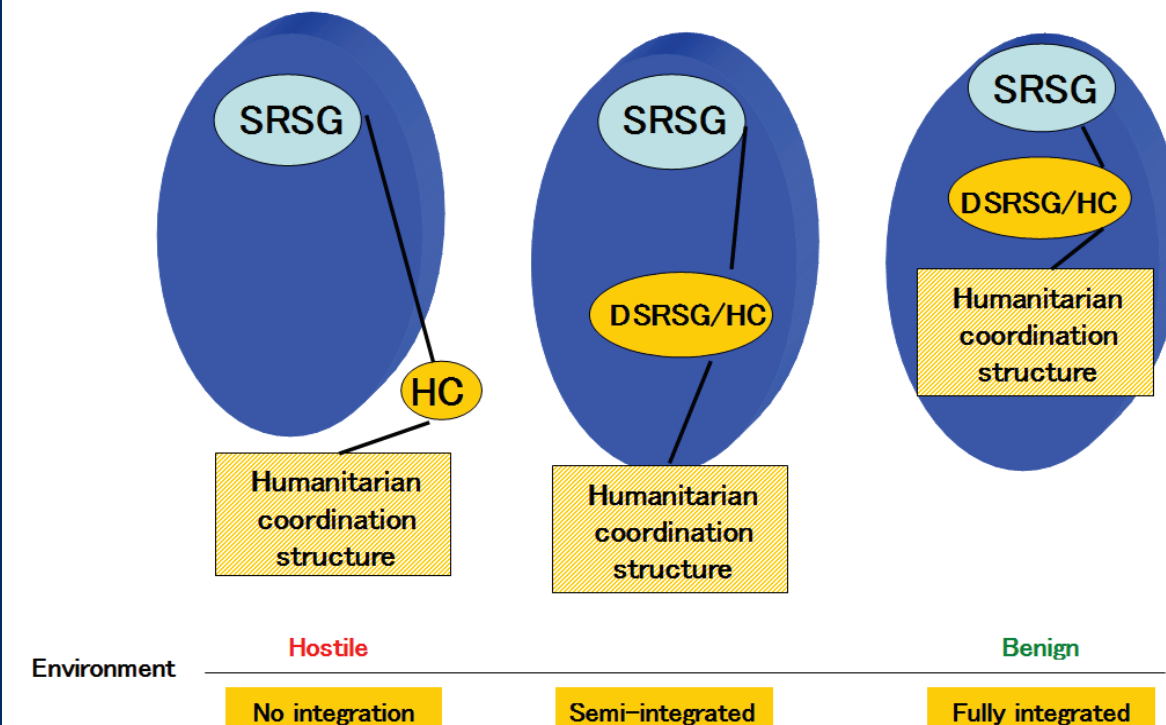 SRSG
HC
Humanitarian
coordination
structure
SRSG
DSRSG/HC
Humanitarian
coordination
structure
SRSG
DSRSG/HC
Humanitarian
coordination
structure
Environment
Hostile
Benign
No integration
Semi-integrated
Fully integrated